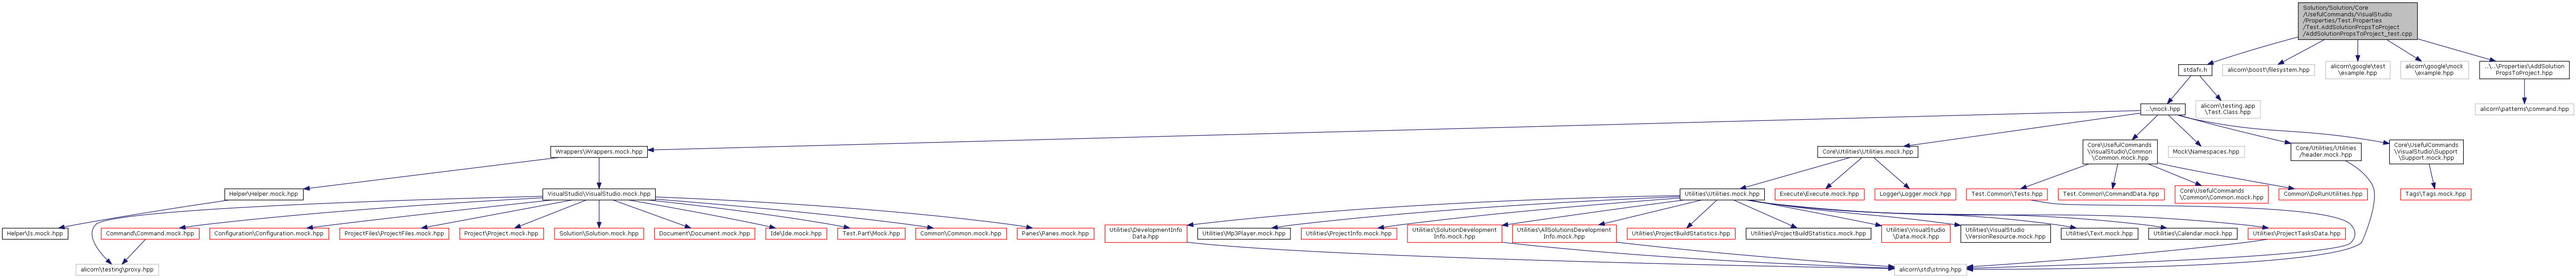 Solution/Solution/Core
/UsefulCommands/VisualStudio
/Properties/Test.Properties
/Test.AddSolutionPropsToProject
/AddSolutionPropsToProject_test.cpp
stdafx.h
alicorn\boost\filesystem.hpp
alicorn\google\test
\example.hpp
alicorn\google\mock
\example.hpp
..\..\Properties\AddSolution
PropsToProject.hpp
..\mock.hpp
alicorn\testing.app
\Test.Class.hpp
alicorn\patterns\command.hpp
Wrappers\Wrappers.mock.hpp
Core\Utilities\Utilities.mock.hpp
Core\UsefulCommands
\VisualStudio\Common
\Common.mock.hpp
Mock\Namespaces.hpp
Core/Utilities/Utilities
/header.mock.hpp
Core\UsefulCommands
\VisualStudio\Support
\Support.mock.hpp
Helper\Helper.mock.hpp
VisualStudio\VisualStudio.mock.hpp
Utilities\Utilities.mock.hpp
Execute\Execute.mock.hpp
Logger\Logger.mock.hpp
Test.Common\Tests.hpp
Test.Common\CommandData.hpp
Core\UsefulCommands
\Common\Common.mock.hpp
Common\DoRunUtilities.hpp
Tags\Tags.mock.hpp
Helper\Js.mock.hpp
Command\Command.mock.hpp
Configuration\Configuration.mock.hpp
ProjectFiles\ProjectFiles.mock.hpp
Project\Project.mock.hpp
Solution\Solution.mock.hpp
Document\Document.mock.hpp
Ide\Ide.mock.hpp
Test.Part\Mock.hpp
Common\Common.mock.hpp
Panes\Panes.mock.hpp
Utilities\DevelopmentInfo
Data.hpp
Utilities\Mp3Player.mock.hpp
Utilities\ProjectInfo.mock.hpp
Utilities\SolutionDevelopment
Info.mock.hpp
Utilities\AllSolutionsDevelopment
Info.mock.hpp
Utilities\ProjectBuildStatistics.hpp
Utilities\ProjectBuildStatistics.mock.hpp
Utilities\VisualStudio
\Data.mock.hpp
Utilities\VisualStudio
\VersionResource.mock.hpp
Utilities\Text.mock.hpp
Utilities\Calendar.mock.hpp
Utilities\ProjectTasksData.hpp
alicorn\testing\proxy.hpp
alicorn\std\string.hpp